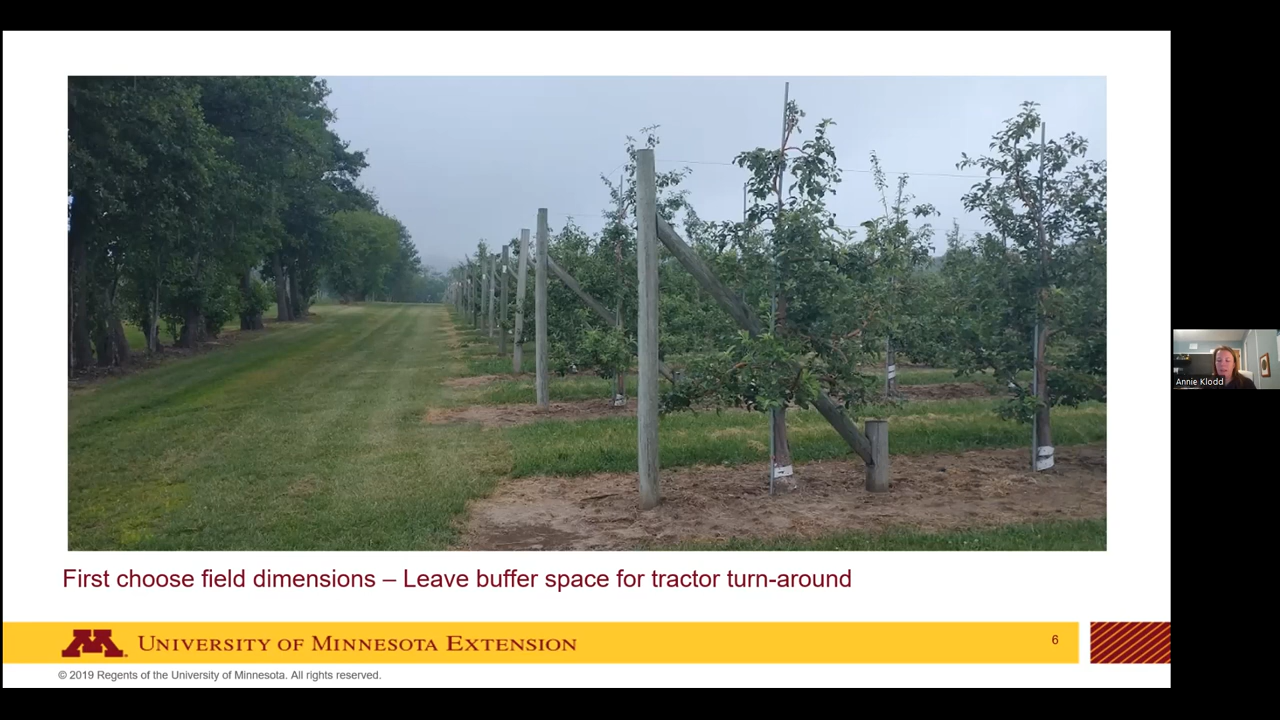 First choose field dimensions – Leave buffer space for tractor turn-around
M
UNIVERSITY OF MINNESOTA EXTENSION
6
© 2019 Regents of the University of Minnesota. All rights reserved.
Annie Klodd